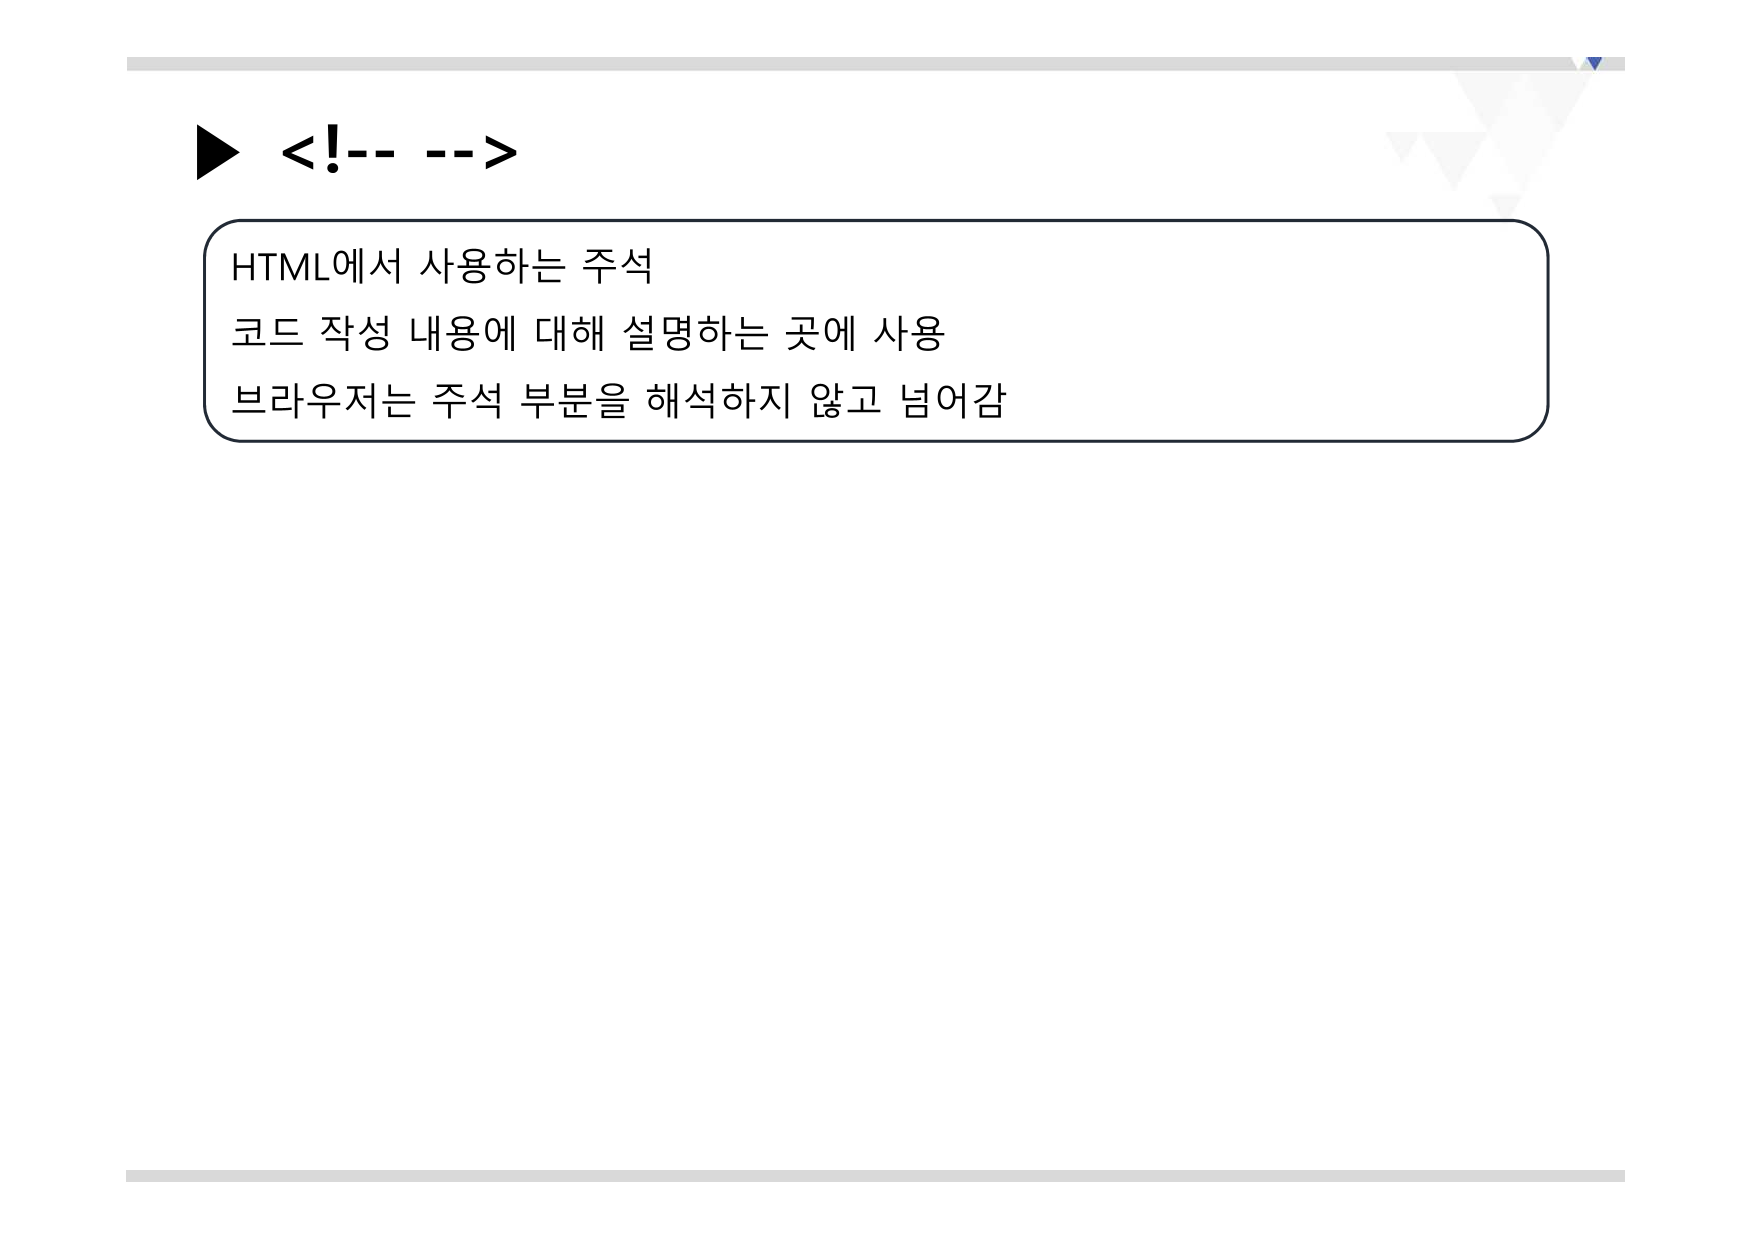 ▶ <!-- -->
HTML에서 사용하는 주석
코드 작성 내용에 대해 설명하는 곳에 사용
브라우저는 주석 부분을 해석하지 않고 넘어감